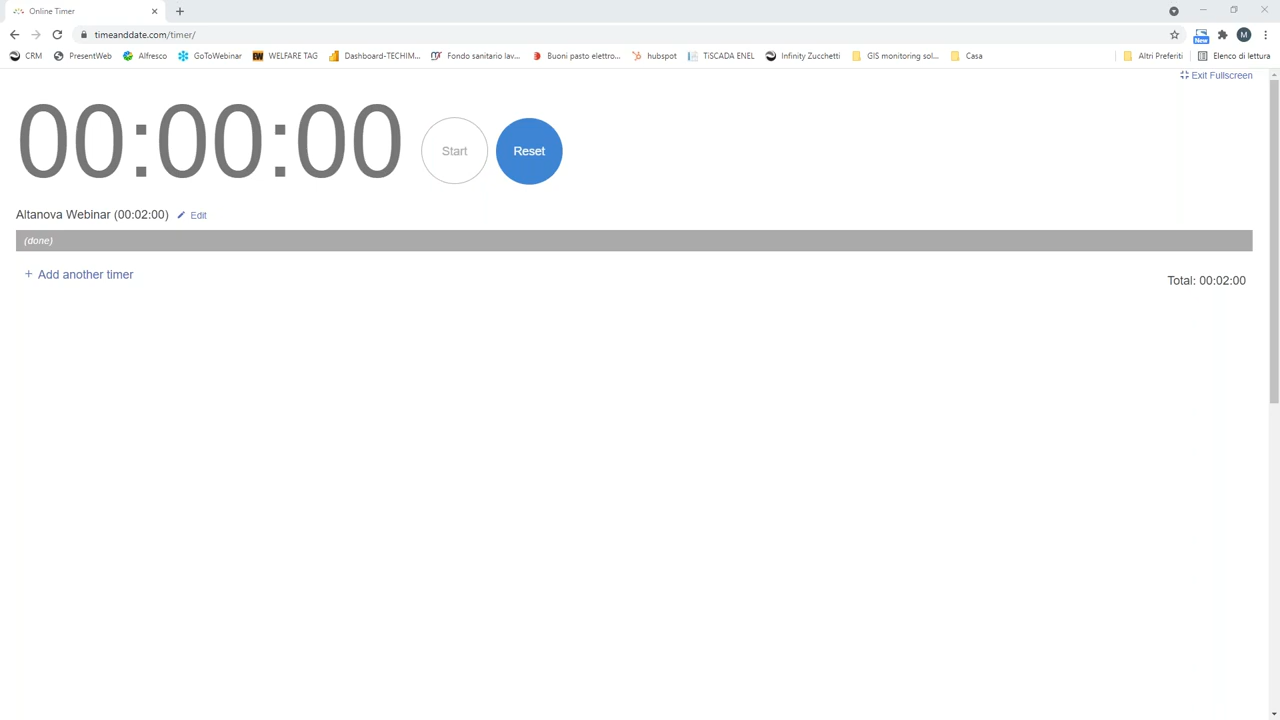 Online Timer
timeanddate.com/timer/
New
M
CRM PresentWeb Alfresco GoToWebinar EW WELFARE TAG Dashboard-TECHIM... Fondo sanitario lav... Buoni pasto elettro... hubspot TiSCADA ENEL Infinity Zucchetti GIS monitoring sol... Casa Altri Preferiti Elenco di lettura
Exit Fullscreen
00:00:00 Start Reset
Altanova Webinar (00:02:00) Edit
(done)
+ Add another timer
Total: 00:02:00